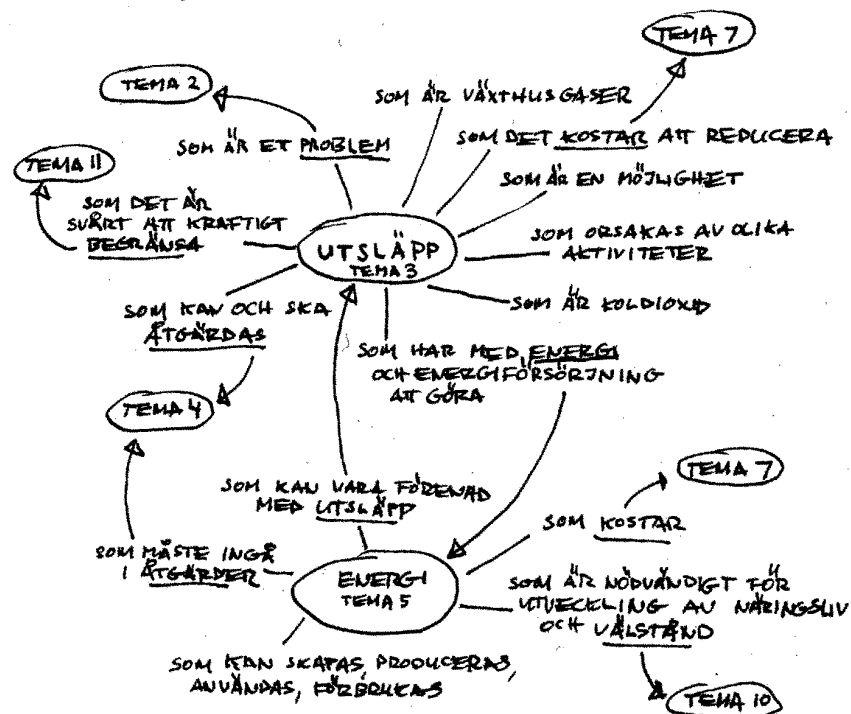 TEMA 7
TEMA 2
SOM ÄR VÄXTHUSGASER
SOM ÄR ET PROBLEM
SOM DET KOSTAR ATT REDUCERA
TEMA 11
SOM ÄR EN MÖJLIGHET
SOM DET ÄR
SVÅRT ATT KRAFTIGT
BEGRÄNSA
UTSLÄPP
TEMA 3
SOM ORSAKAS AV OLIKA
AKTIVITETER
SOM KAN OCH SKA
ÅTGÄRDAS
SOM ÄR KOLDIOXID
SOM HAR MED ENERGI
OCH ENERGIFÖRSÖRJNING
ATT GÖRA
TEMA 4
SOM KAN VARA FÖRENAD
MED UTSLÄPP
TEMA 7
SOM KOSTAR
SOM MÅSTE INGÅ
I ÅTGÄRDER
ENERGI
TEMA 5
SOM ÄR NÖDVÄNDIGT FÖR
UTVECKLING AV NÄRINGSLIV
OCH VÄLSTÅND
SOM KAN SKAPAS, PRODUCERAS,
ANVÄNDAS, FÖRBRUKAS
TEMA 10